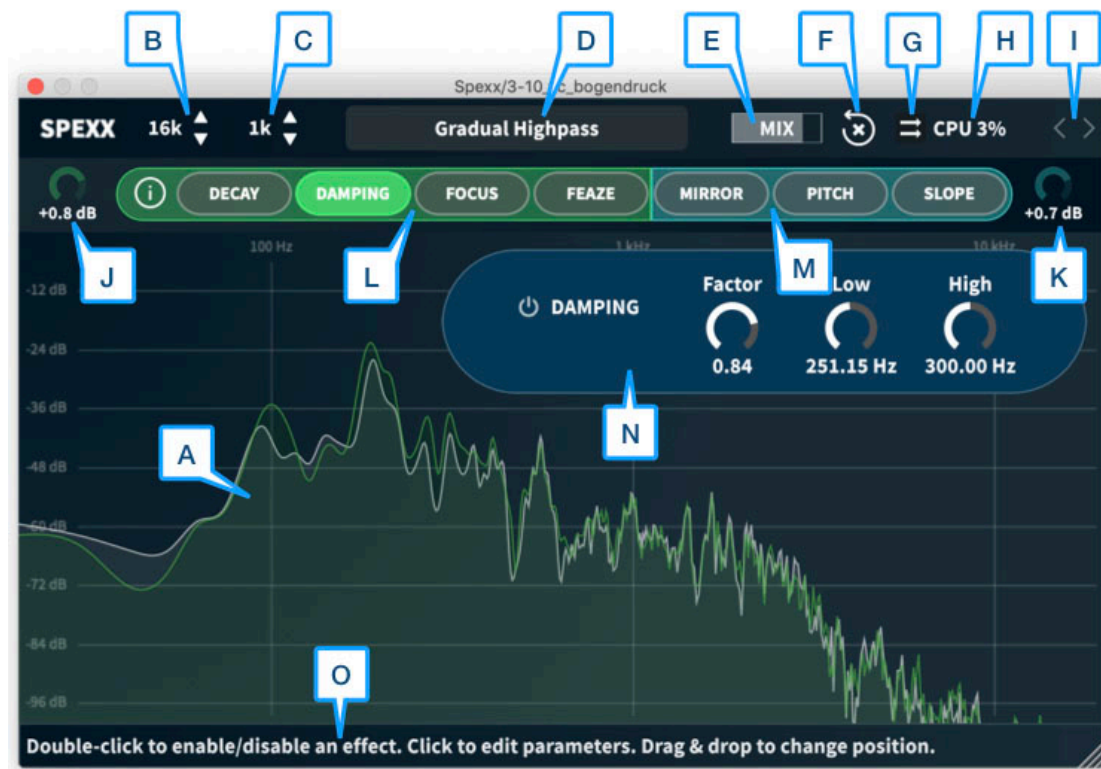 B C D E F G H I
Spexx/3-10_ c_bogendruck
SPEXX 16k 1k Gradual Highpass MIX CPU 3%
DECAY DAMPING FOCUS FEAZE MIRROR PITCH SLOPE
+0.8 dB +0.7 dB
J L M K
100 Hz 1 kHz 10 kHz
-12 dB
Factor Low High
DAMPING
0.84 251.15 Hz 300.00 Hz
-24 dB
-36 dB
N
A
-48 dB
-60 dB
-72 dB
-84 dB
O
-96 dB
Double-click to enable/disable an effect. Click to edit parameters. Drag & drop to change position.